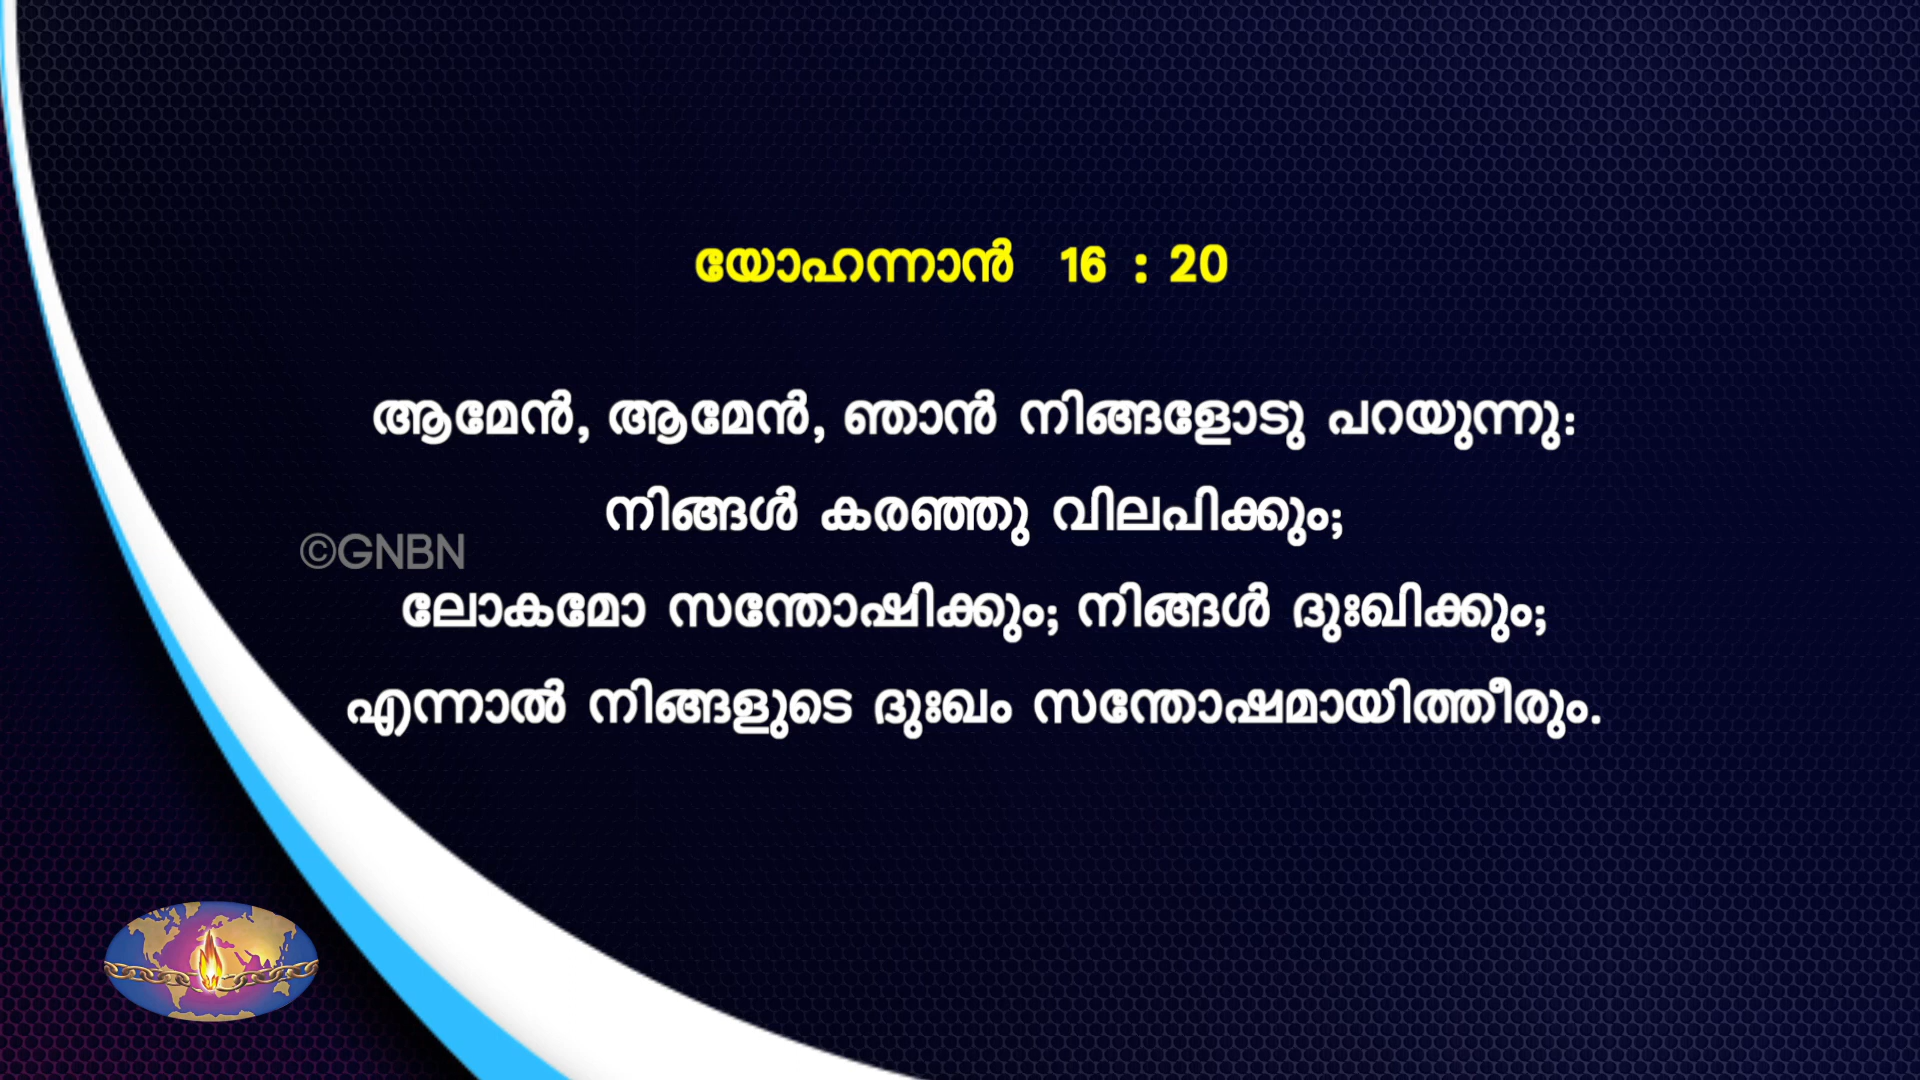 യോഹന്നാൻ 16 : 20
ആമേൻ, ആമേൻ, ഞാൻ നിങ്ങളോടു പറയുന്നു:
നിങ്ങൾ കരഞ്ഞു വിലപിക്കും;
©GNBN
ലോകമോ സന്തോഷിക്കും; നിങ്ങൾ ദുഃഖിക്കും;
എന്നാൽ നിങ്ങളുടെ ദുഃഖം സന്തോഷമായിത്തീരും.